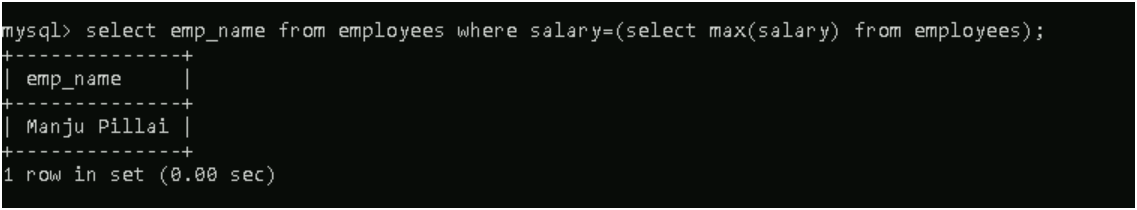 mysql> select emp_name from employees where salary=(select max(salary) from employees);
+--------------+
| emp_name     |
+--------------+
| Manju Pillai |
+--------------+
1 row in set (0.00 sec)